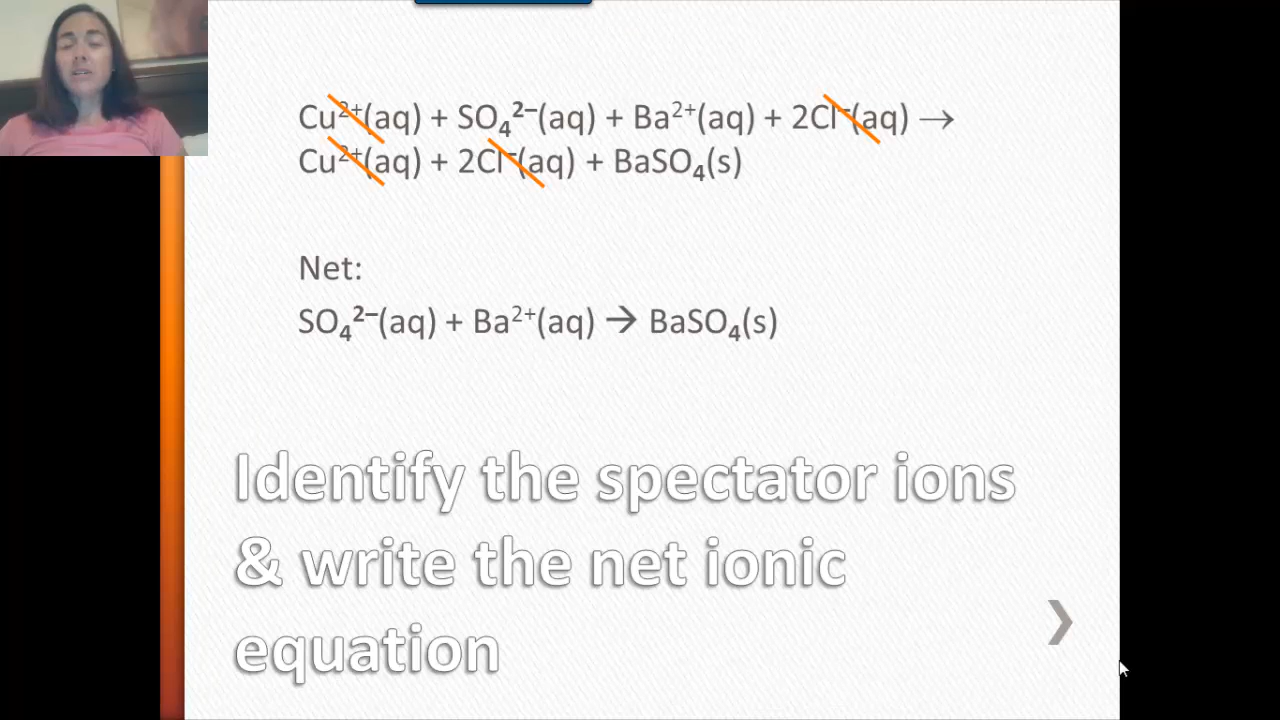 Cu²⁺(aq) + SO₄²⁻(aq) + Ba²⁺(aq) + 2Cl⁻(aq) →
Cu²⁺(aq) + 2Cl⁻(aq) + BaSO₄(s)
Net:
SO₄²⁻(aq) + Ba²⁺(aq) → BaSO₄(s)
Identify the spectator ions
& write the net ionic
equation